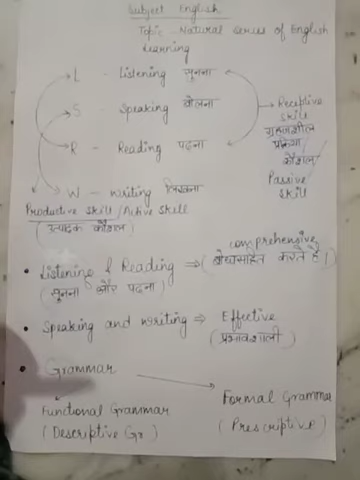 Subject English
Topic - Natural series of English
learning
L - Listening सूनना
S - Speaking बोलना
R - Reading पढ़ना
W - Writing लिखना
Receptive
skill
ग्रहणशील
कौशल
Passive
skill
Productive skill / Active skill
(उत्पादक कौशल)
• Listening & Reading ⇒ (comprehensive
करते है।)
(सूनना और पढ़ना)
• Speaking and writing ⇒ Effective
(प्रभावशाली)
• Grammar
Formal Grammar
(Prescriptive)
Functional Grammar
(Descriptive Gr)